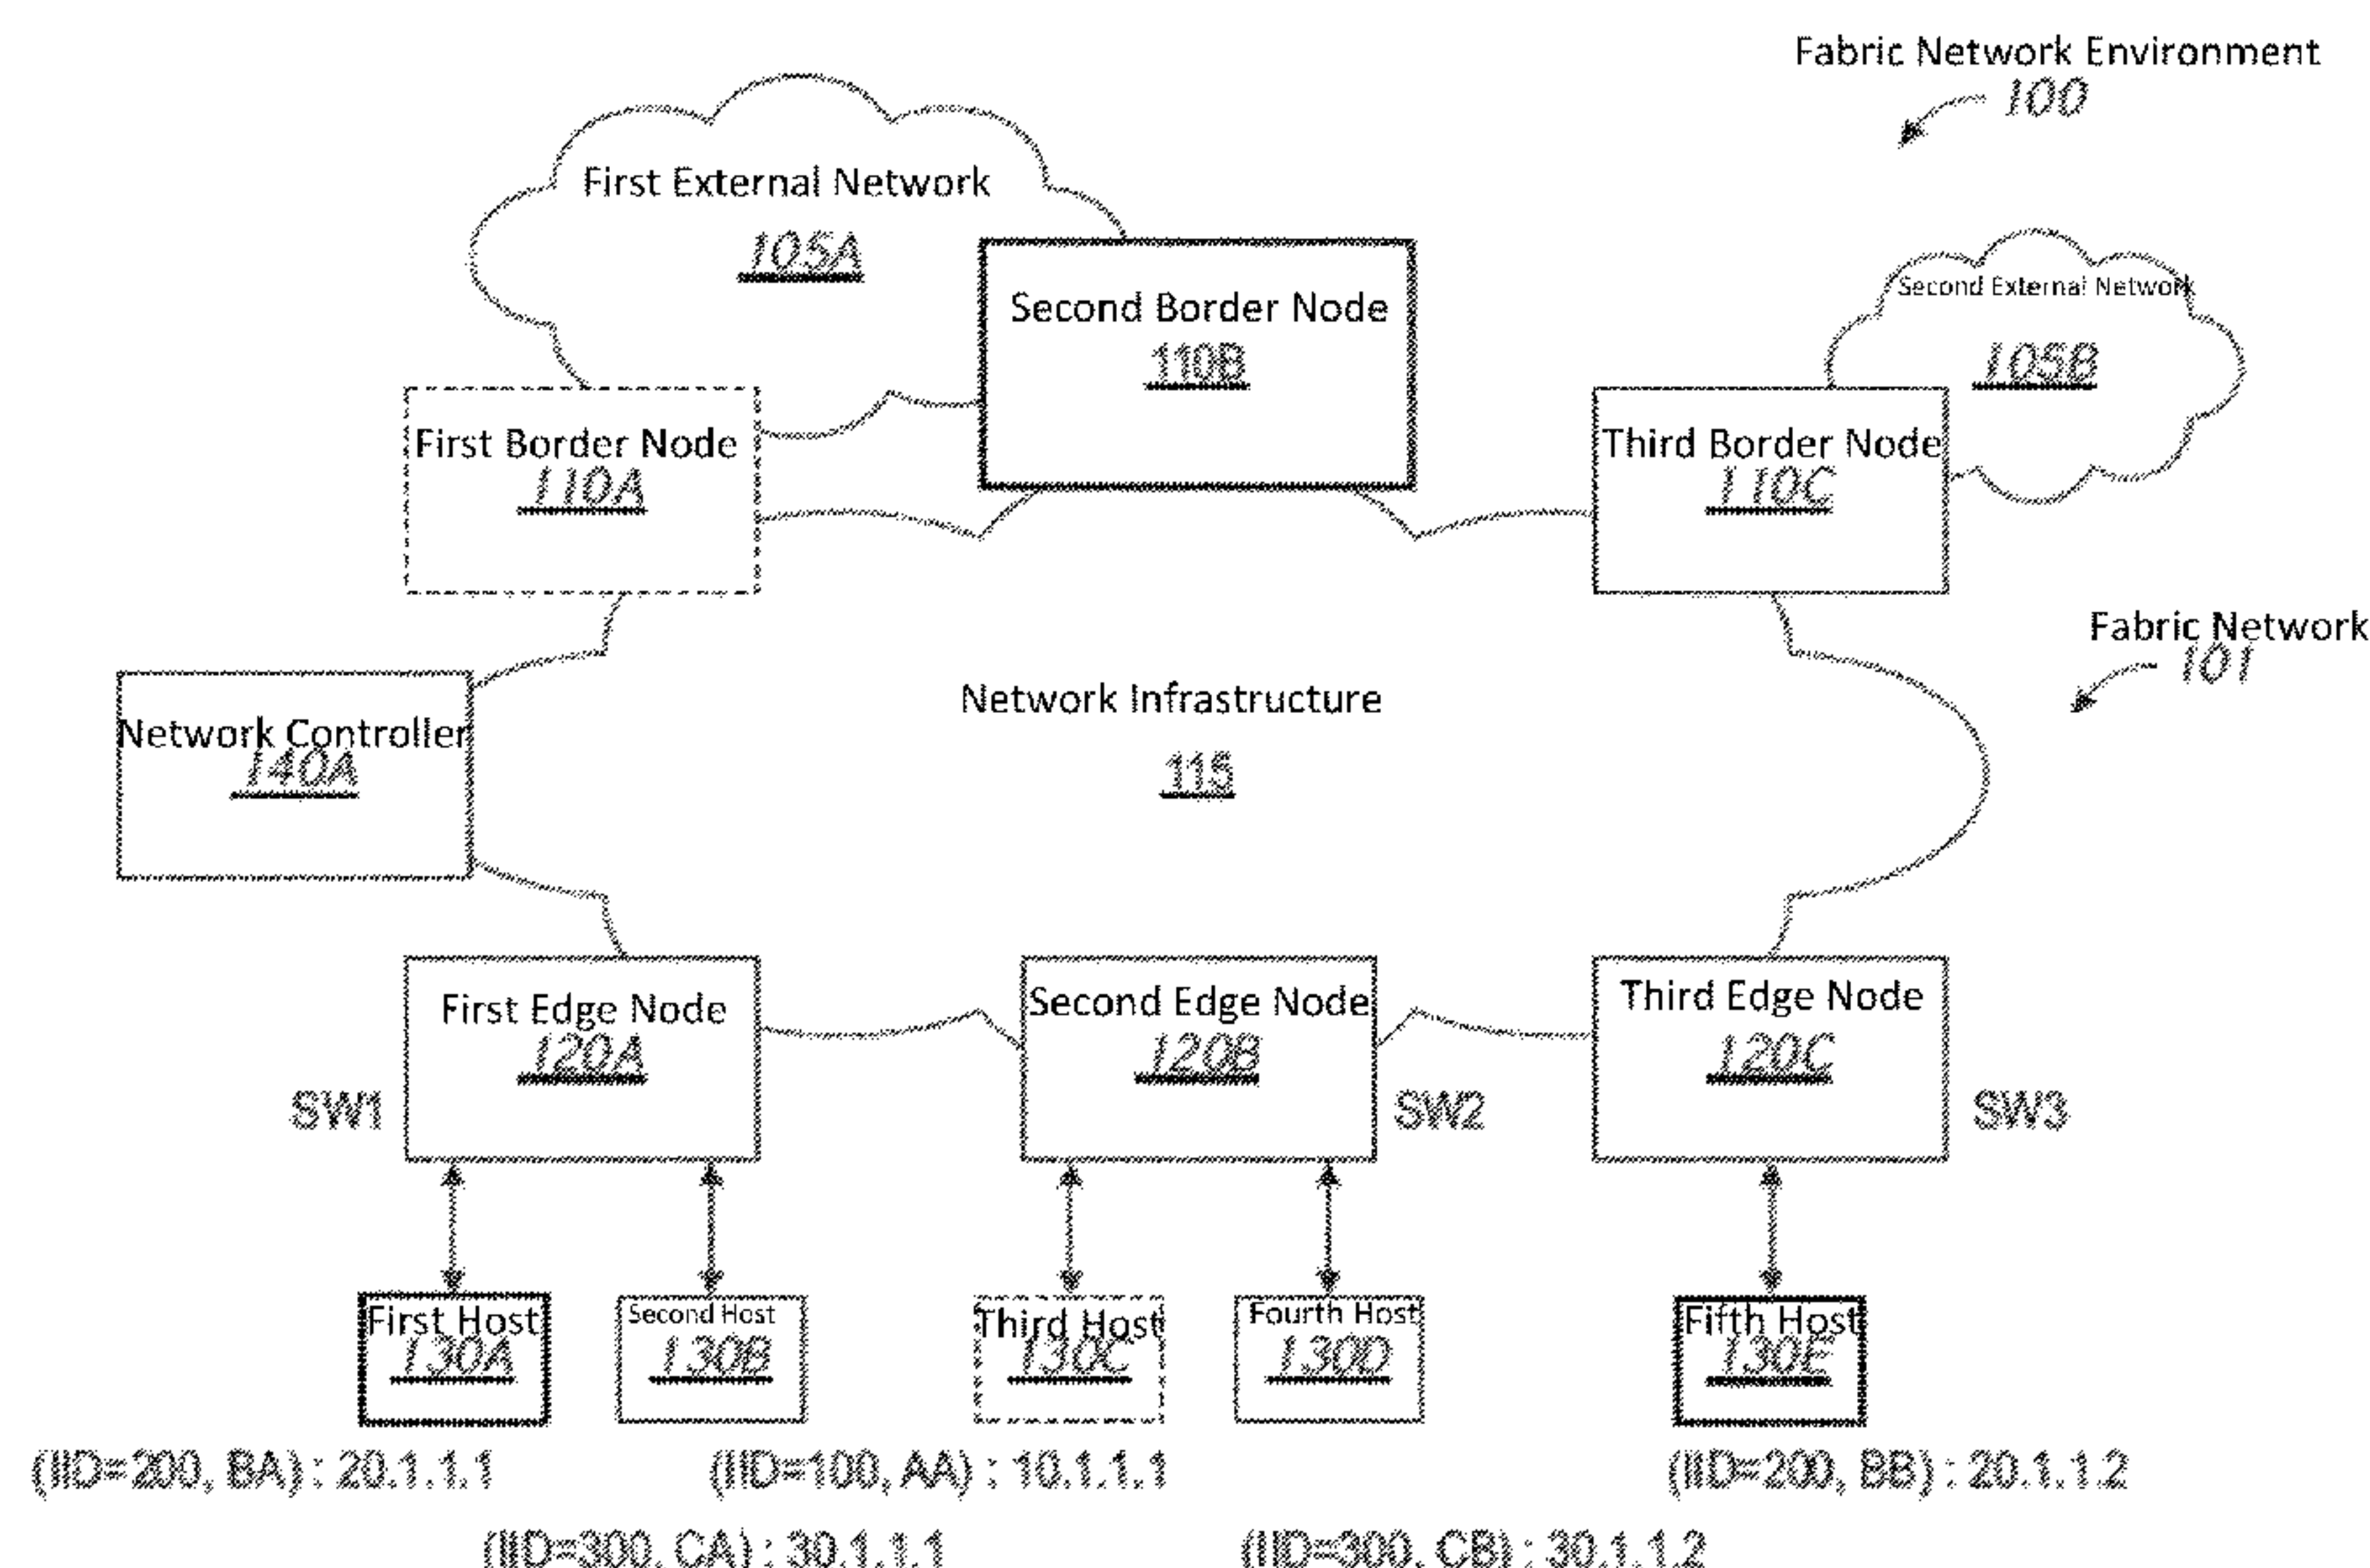 Fabric Network Environment
100
First External Network
105A
Second Border Node
110B
Second External Network
105B
First Border Node
110A
Third Border Node
110C
Fabric Network
101
Network Controller
140A
Network Infrastructure
115
First Edge Node
120A
Second Edge Node
120B
Third Edge Node
120C
SW1
SW2
SW3
First Host
130A
Second Host
130B
Third Host
130C
Fourth Host
130D
Fifth Host
130E
(IID=200, BA) : 20.1.1.1
(IID=100, AA) : 10.1.1.1
(IID=200, BB) : 20.1.1.2
(IID=300, CA) : 30.1.1.1
(IID=300, CB) : 30.1.1.2